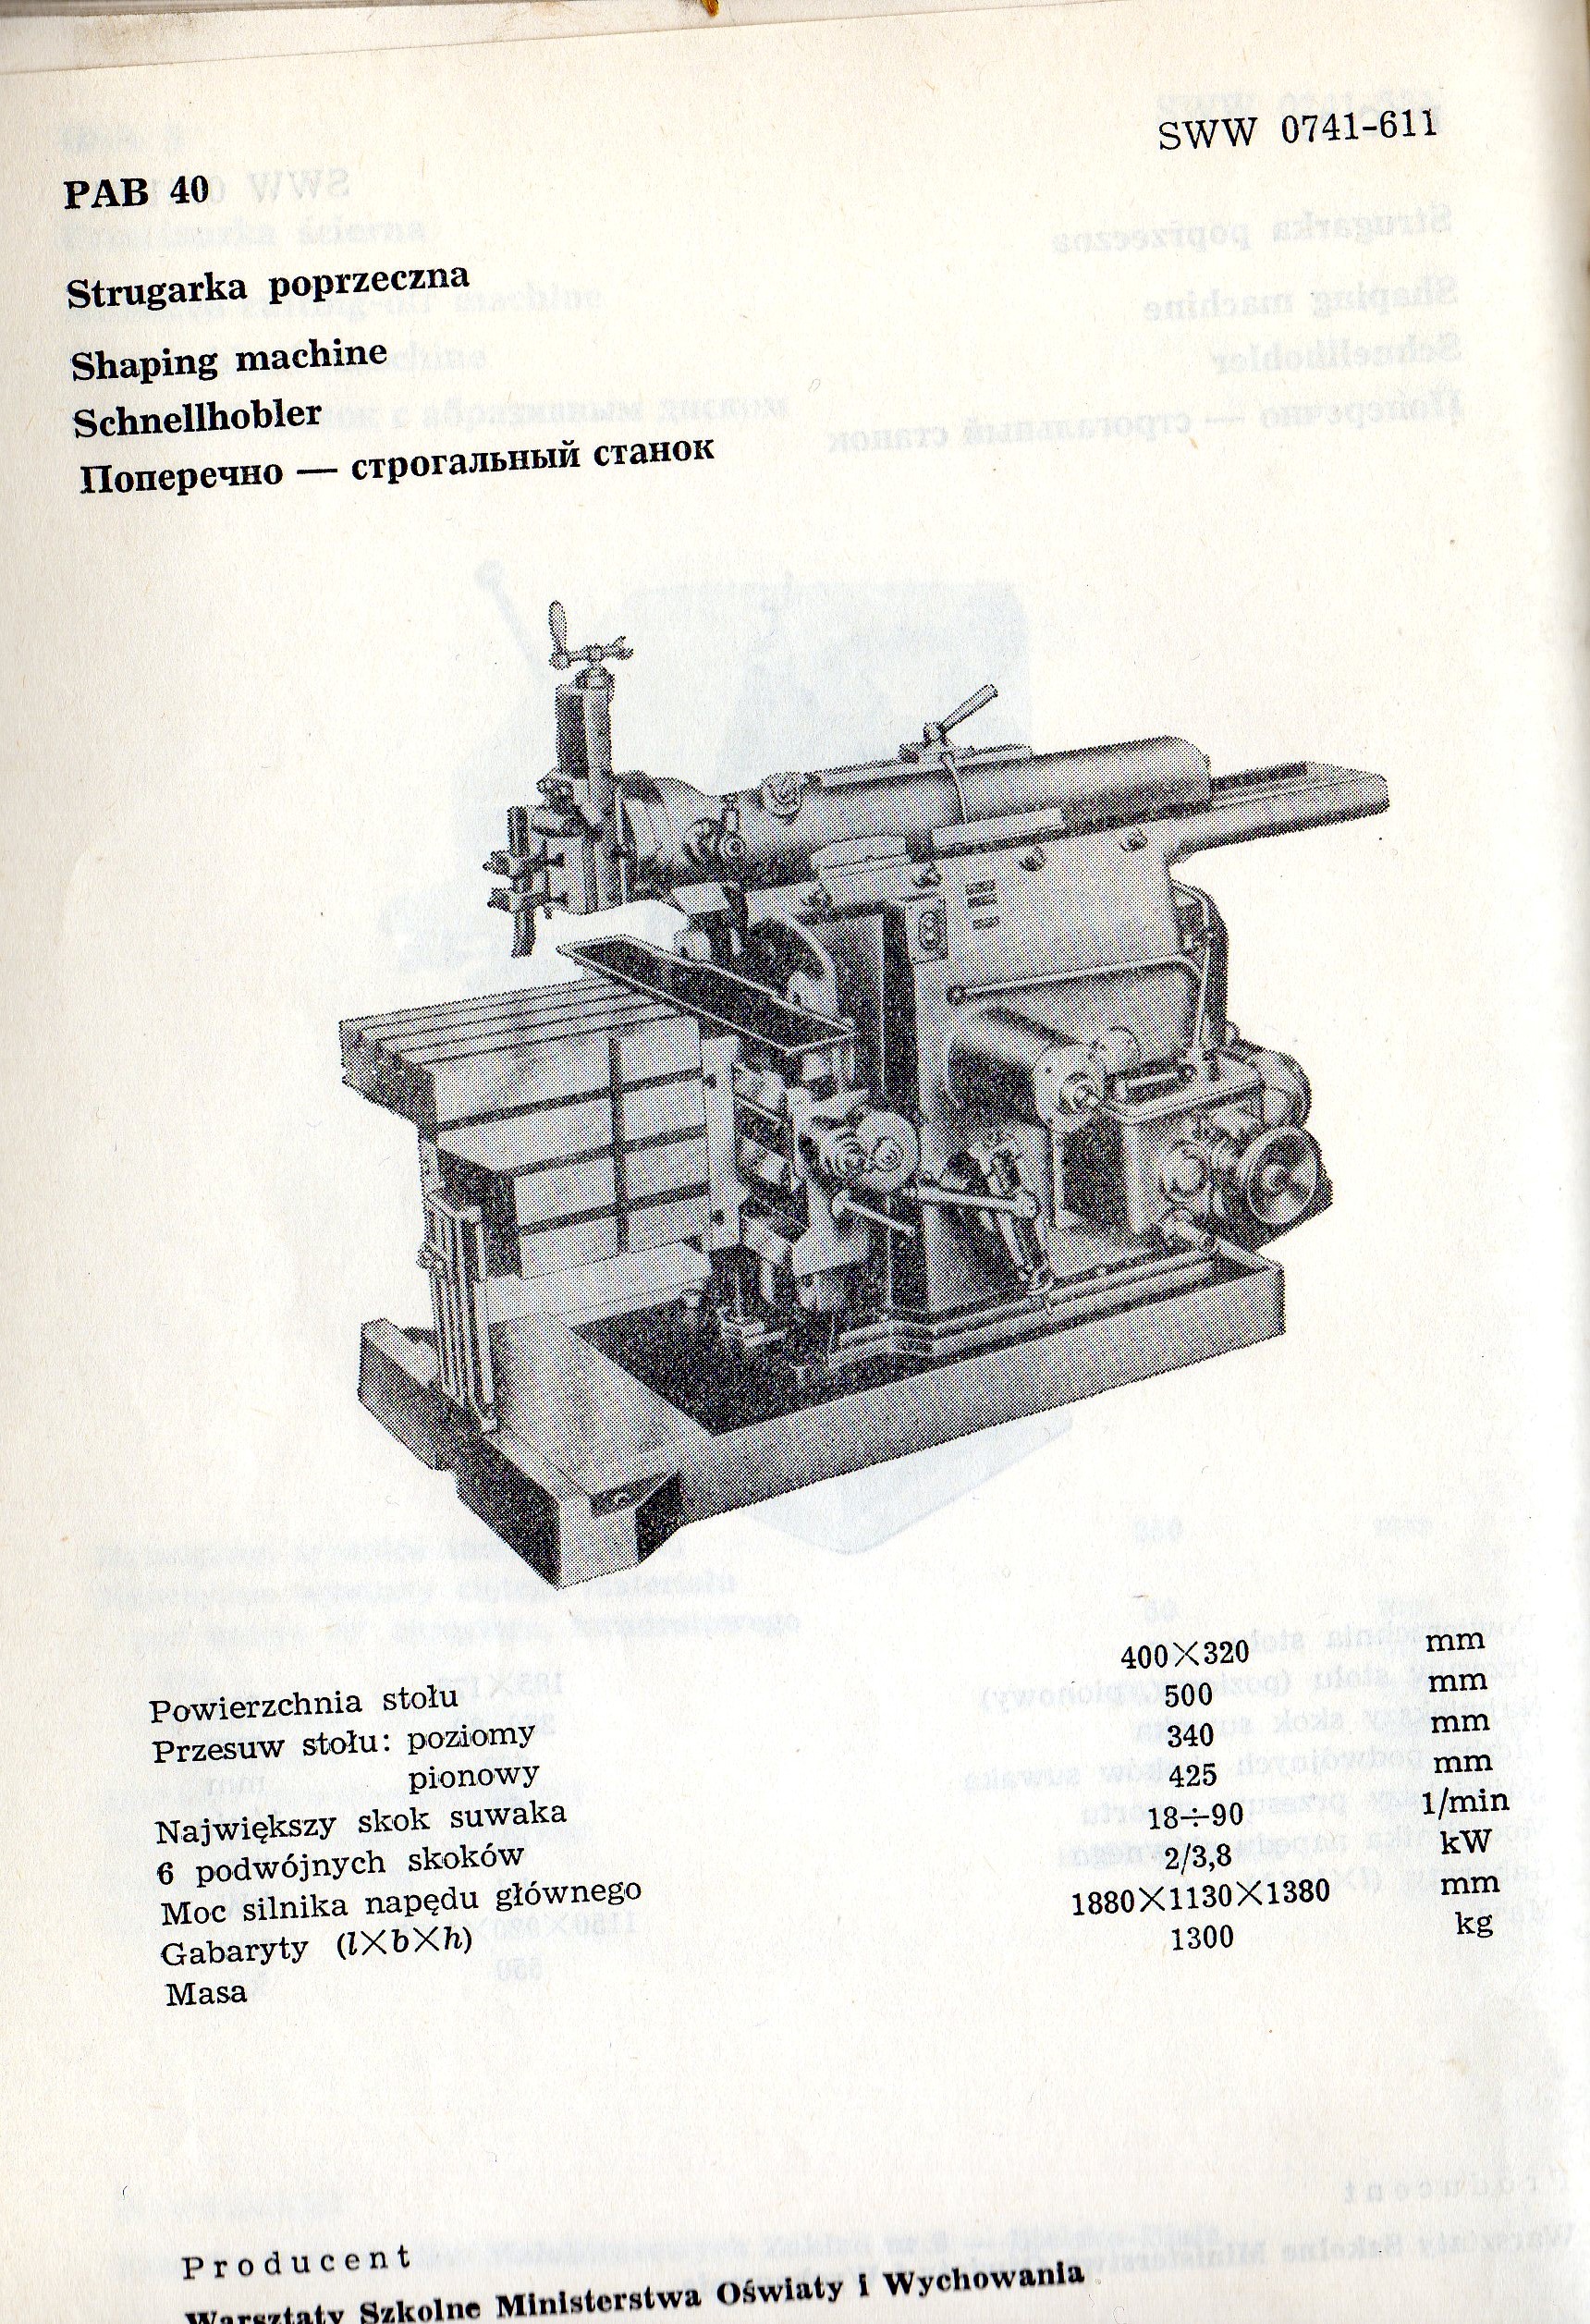 SWW 0741-611
PAB 40
Strugarka poprzeczna
Shaping machine
Schnellhobler
Поперечно — строгальный станок
Powierzchnia stołu 400×320 mm
Przesuw stołu: poziomy 500 mm
pionowy 340 mm
Największy skok suwaka 425 mm
6 podwójnych skoków 18÷90 1/min
Moc silnika napędu głównego 2/3,8 kW
Gabaryty (l×b×h) 1880×1130×1380 mm
Masa 1300 kg
Producent
Warsztaty Szkolne Ministerstwa Oświaty i Wychowania